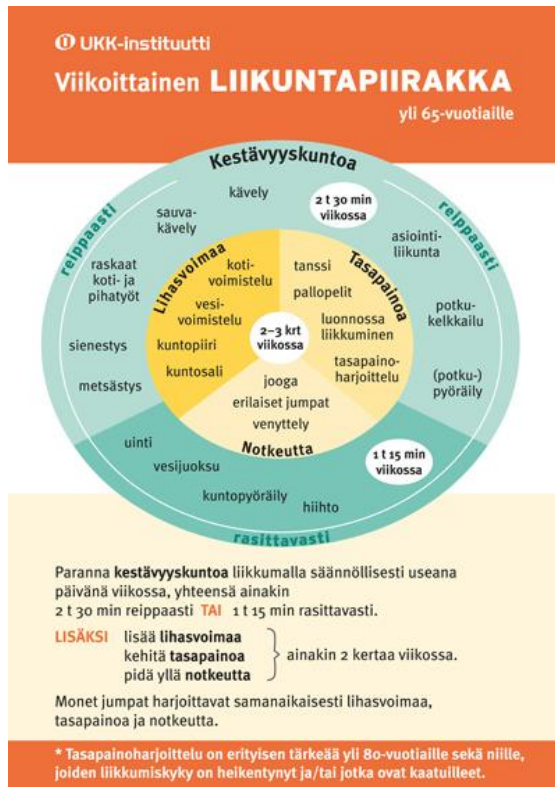 UKK-instituutti
Viikoittainen LIIKUNTAPIIRAKKA
yli 65-vuotiaille
Kestävyyskuntoa
reippaasti
reippaasti
2 t 30 min
viikossa
kävely
sauva-
kävely
raskaat
koti- ja
pihatyöt
sienestys
metsästys
asiointi-
liikunta
potku-
kelkkailu
(potku-)
pyöräily
Lihasvoimaa
koti-
voimistelu
vesi-
voimistelu
kuntopiiri
kuntosali
Tasapainoa
tanssi
pallopelit
luonnossa
liikkuminen
tasapaino-
harjoittelu
2–3 krt
viikossa
jooga
erilaiset jumpat
venyttely
Notkeutta
uinti
vesijuoksu
kuntopyöräily
hiihto
1 t 15 min
viikossa
rasittavasti
Paranna kestävyyskuntoa liikkumalla säännöllisesti useana
päivänä viikossa, yhteensä ainakin
2 t 30 min reippaasti TAI 1 t 15 min rasittavasti.
LISÄKSI lisää lihasvoimaa
kehitä tasapainoa
pidä yllä notkeutta
ainakin 2 kertaa viikossa.
Monet jumpat harjoittavat samanaikaisesti lihasvoimaa,
tasapainoa ja notkeutta.
* Tasapainoharjoittelu on erityisen tärkeää yli 80-vuotiaille sekä niille,
joiden liikkumiskyky on heikentynyt ja/tai jotka ovat kaatuilleet.